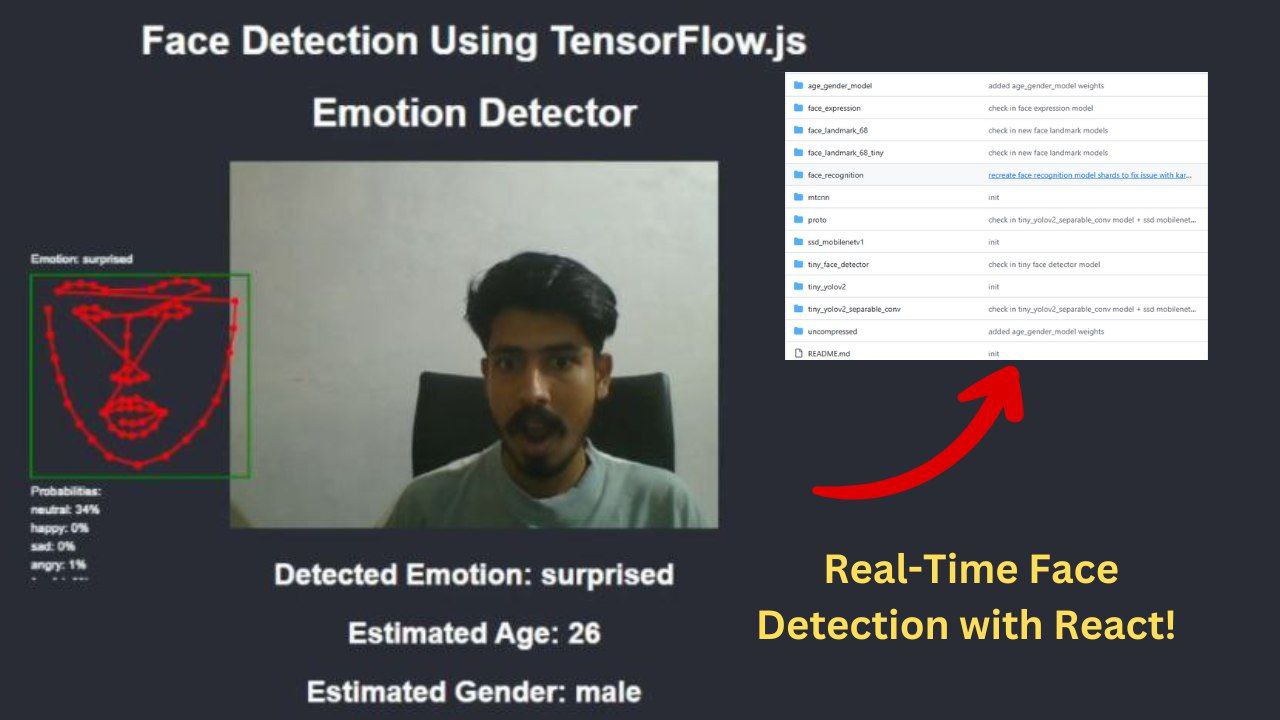 Face Detection Using TensorFlow.js
Emotion Detector
Emotion: surprised
Probabilities:
neutral: 34%
happy: 0%
sad: 0%
angry: 1%
Detected Emotion: surprised
Estimated Age: 26
Estimated Gender: male
age_gender_model added age_gender_model weights
face_expression check in face expression model
face_landmark_68 check in new face landmark models
face_landmark_68_tiny check in new face landmark models
face_recognition recreate face recognition model shards to fix issue with kar...
mtcnn init
proto check in tiny_yolov2_separable_conv model + ssd mobilenet...
ssd_mobilenetv1 init
tiny_face_detector check in tiny face detector model
tiny_yolov2 init
tiny_yolov2_separable_conv check in tiny_yolov2_separable_conv model + ssd mobilenet...
uncompressed added age_gender_model weights
README.md init
Real-Time Face
Detection with React!